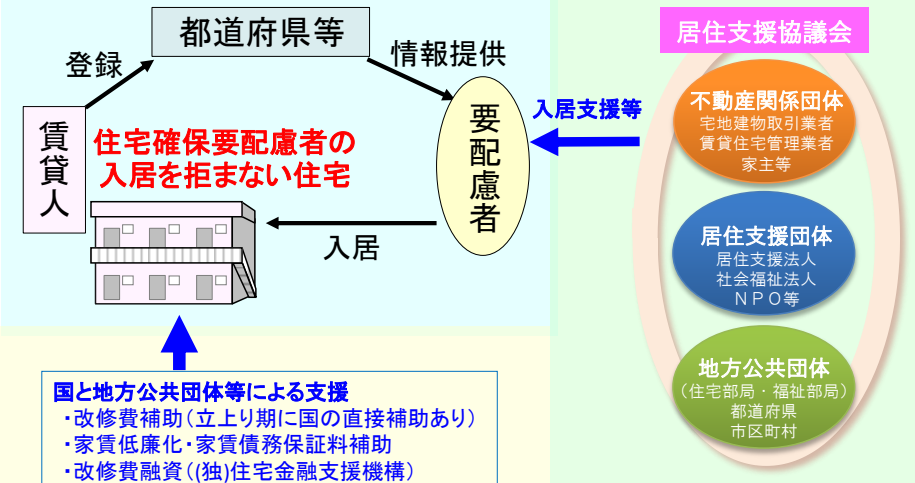 都道府県等
登録
情報提供
賃貸人
住宅確保要配慮者の
入居を拒まない住宅
要配慮者
入居
入居支援等
国と地方公共団体等による支援
・改修費補助（立上り期に国の直接補助あり）
・家賃低廉化・家賃債務保証料補助
・改修費融資（(独)住宅金融支援機構）
居住支援協議会
不動産関係団体
宅地建物取引業者
賃貸住宅管理業者
家主等
居住支援団体
居住支援法人
社会福祉法人
ＮＰＯ等
地方公共団体
（住宅部局・福祉部局）
都道府県
市区町村